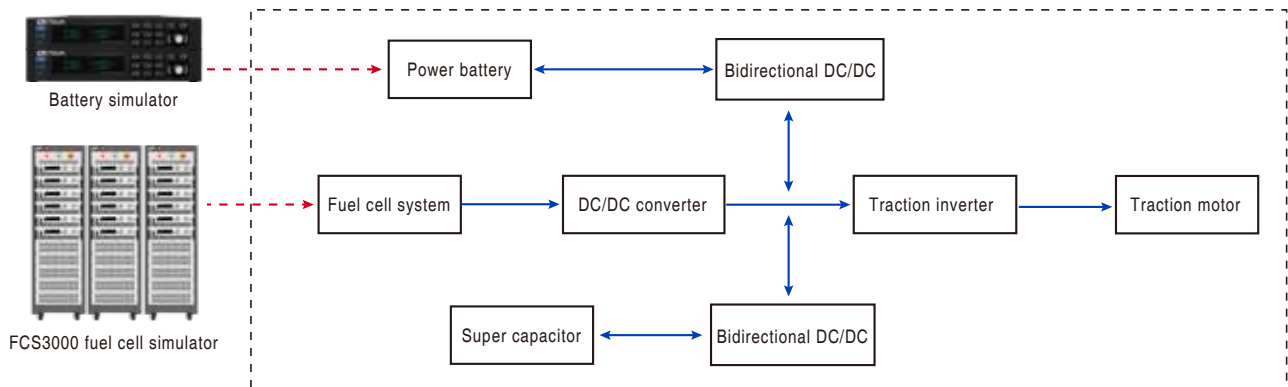 Battery simulator
Power battery
Bidirectional DC/DC
Fuel cell system
DC/DC converter
Traction inverter
Traction motor
FCS3000 fuel cell simulator
Super capacitor
Bidirectional DC/DC